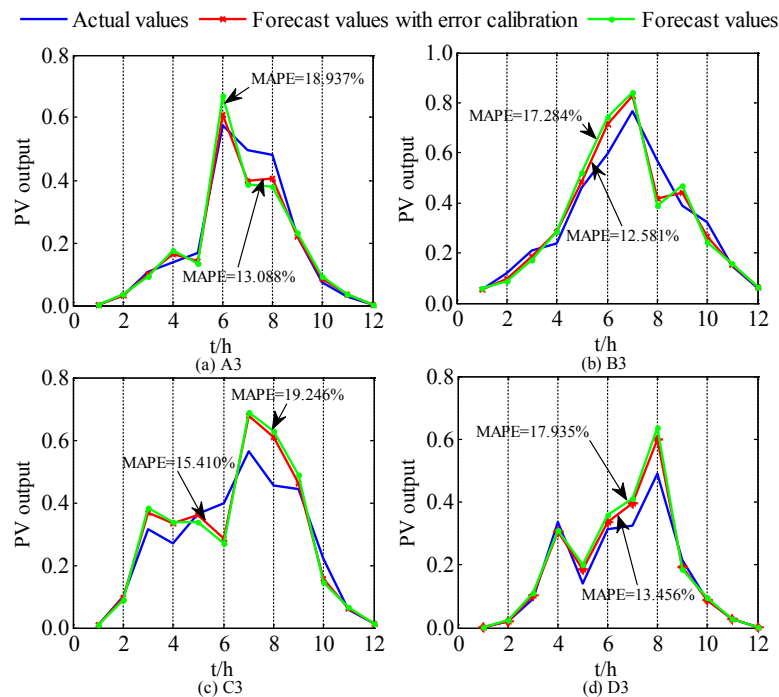 Actual values Forecast values with error calibration Forecast values
0.8
0.6
0.4
0.2
0.0
PV output
MAPE=18.937%
MAPE=13.088%
0 2 4 6 8 10 12
t/h
(a) A3
1.0
0.8
0.6
0.4
0.2
0.0
PV output
MAPE=17.284%
MAPE=12.581%
0 2 4 6 8 10 12
t/h
(b) B3
0.8
0.6
0.4
0.2
0.0
PV output
MAPE=19.246%
MAPE=15.410%
0 2 4 6 8 10 12
t/h
(c) C3
0.8
0.6
0.4
0.2
0.0
PV output
MAPE=17.935%
MAPE=13.456%
0 2 4 6 8 10 12
t/h
(d) D3